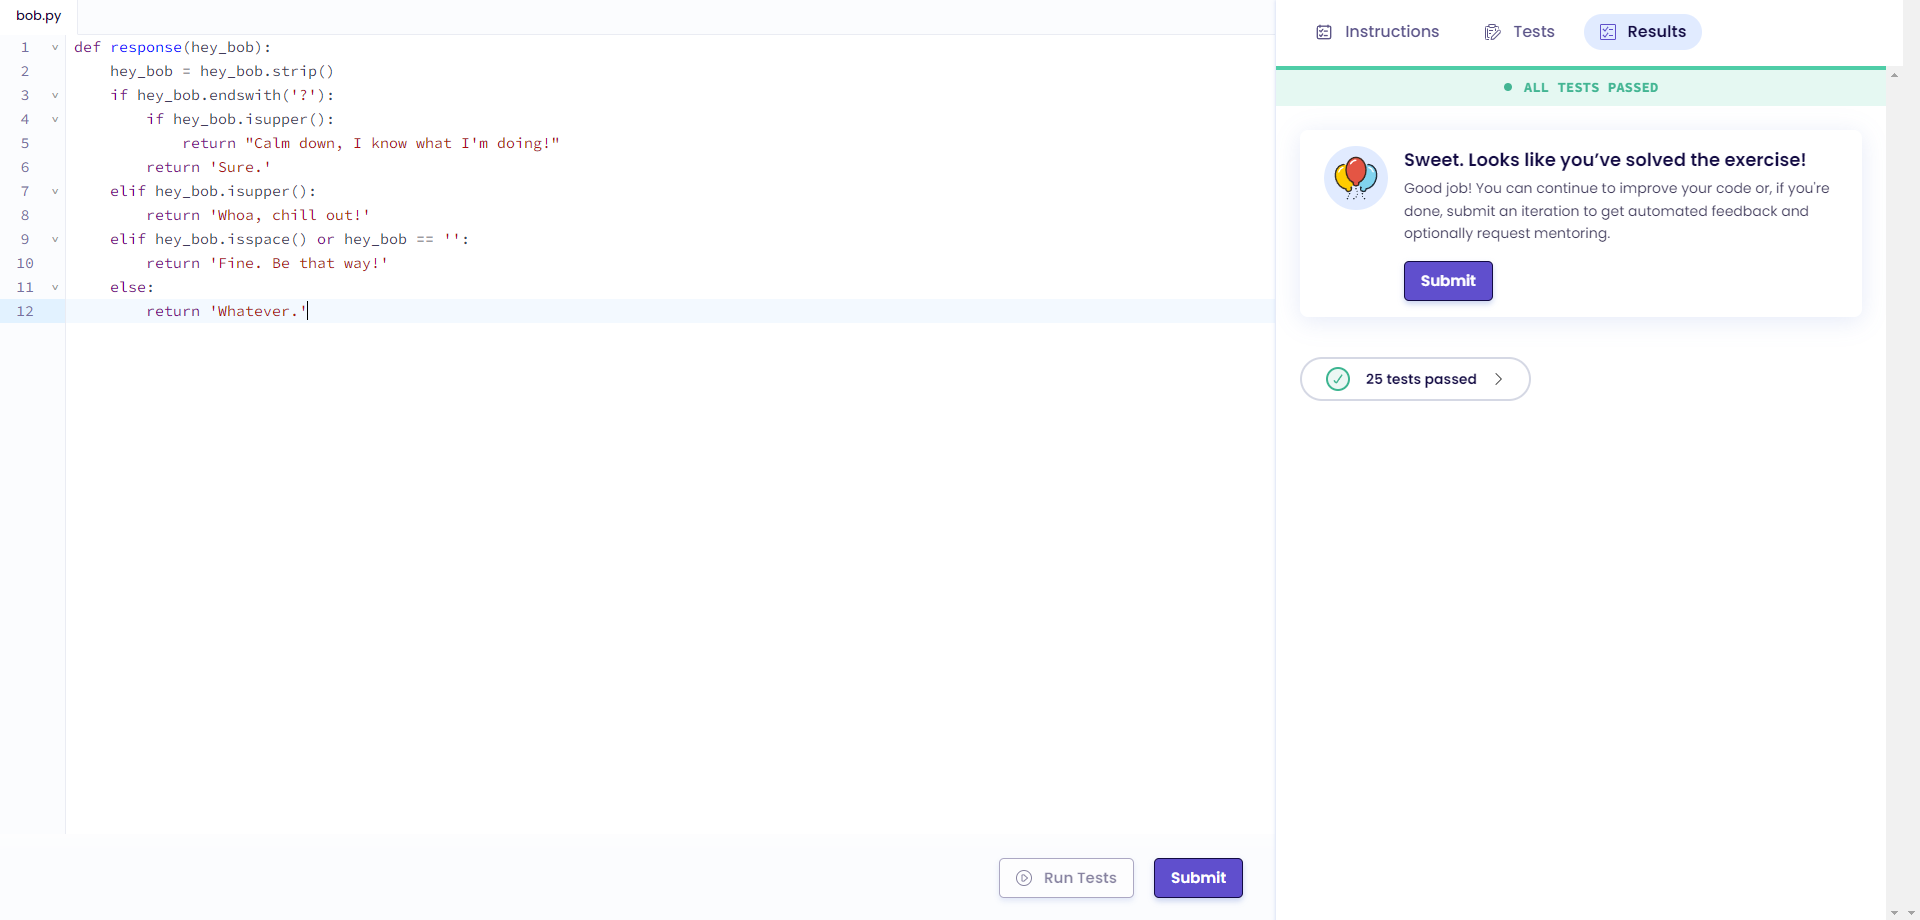 bob.py
1 def response(hey_bob):
2     hey_bob = hey_bob.strip()
3     if hey_bob.endswith('?'):
4         if hey_bob.isupper():
5             return "Calm down, I know what I'm doing!"
6         return 'Sure.'
7     elif hey_bob.isupper():
8         return 'Whoa, chill out!'
9     elif hey_bob.isspace() or hey_bob == '':
10         return 'Fine. Be that way!'
11     else:
12         return 'Whatever.'
Run Tests
Submit
Instructions
Tests
Results
ALL TESTS PASSED
Sweet. Looks like you’ve solved the exercise!
Good job! You can continue to improve your code or, if you're
done, submit an iteration to get automated feedback and
optionally request mentoring.
Submit
25 tests passed